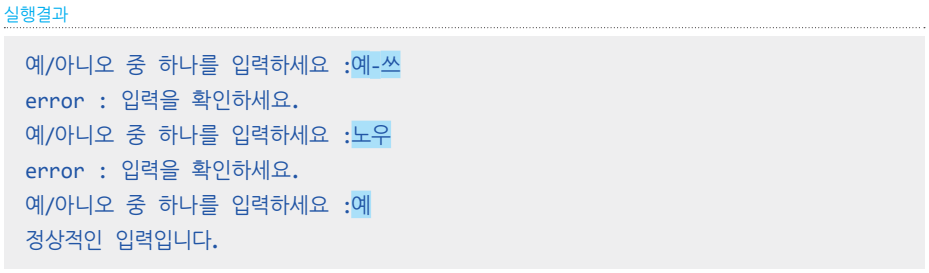 실행결과
예/아니오 중 하나를 입력하세요 :예-쓰
error : 입력을 확인하세요.
예/아니오 중 하나를 입력하세요 :노우
error : 입력을 확인하세요.
예/아니오 중 하나를 입력하세요 :예
정상적인 입력입니다.